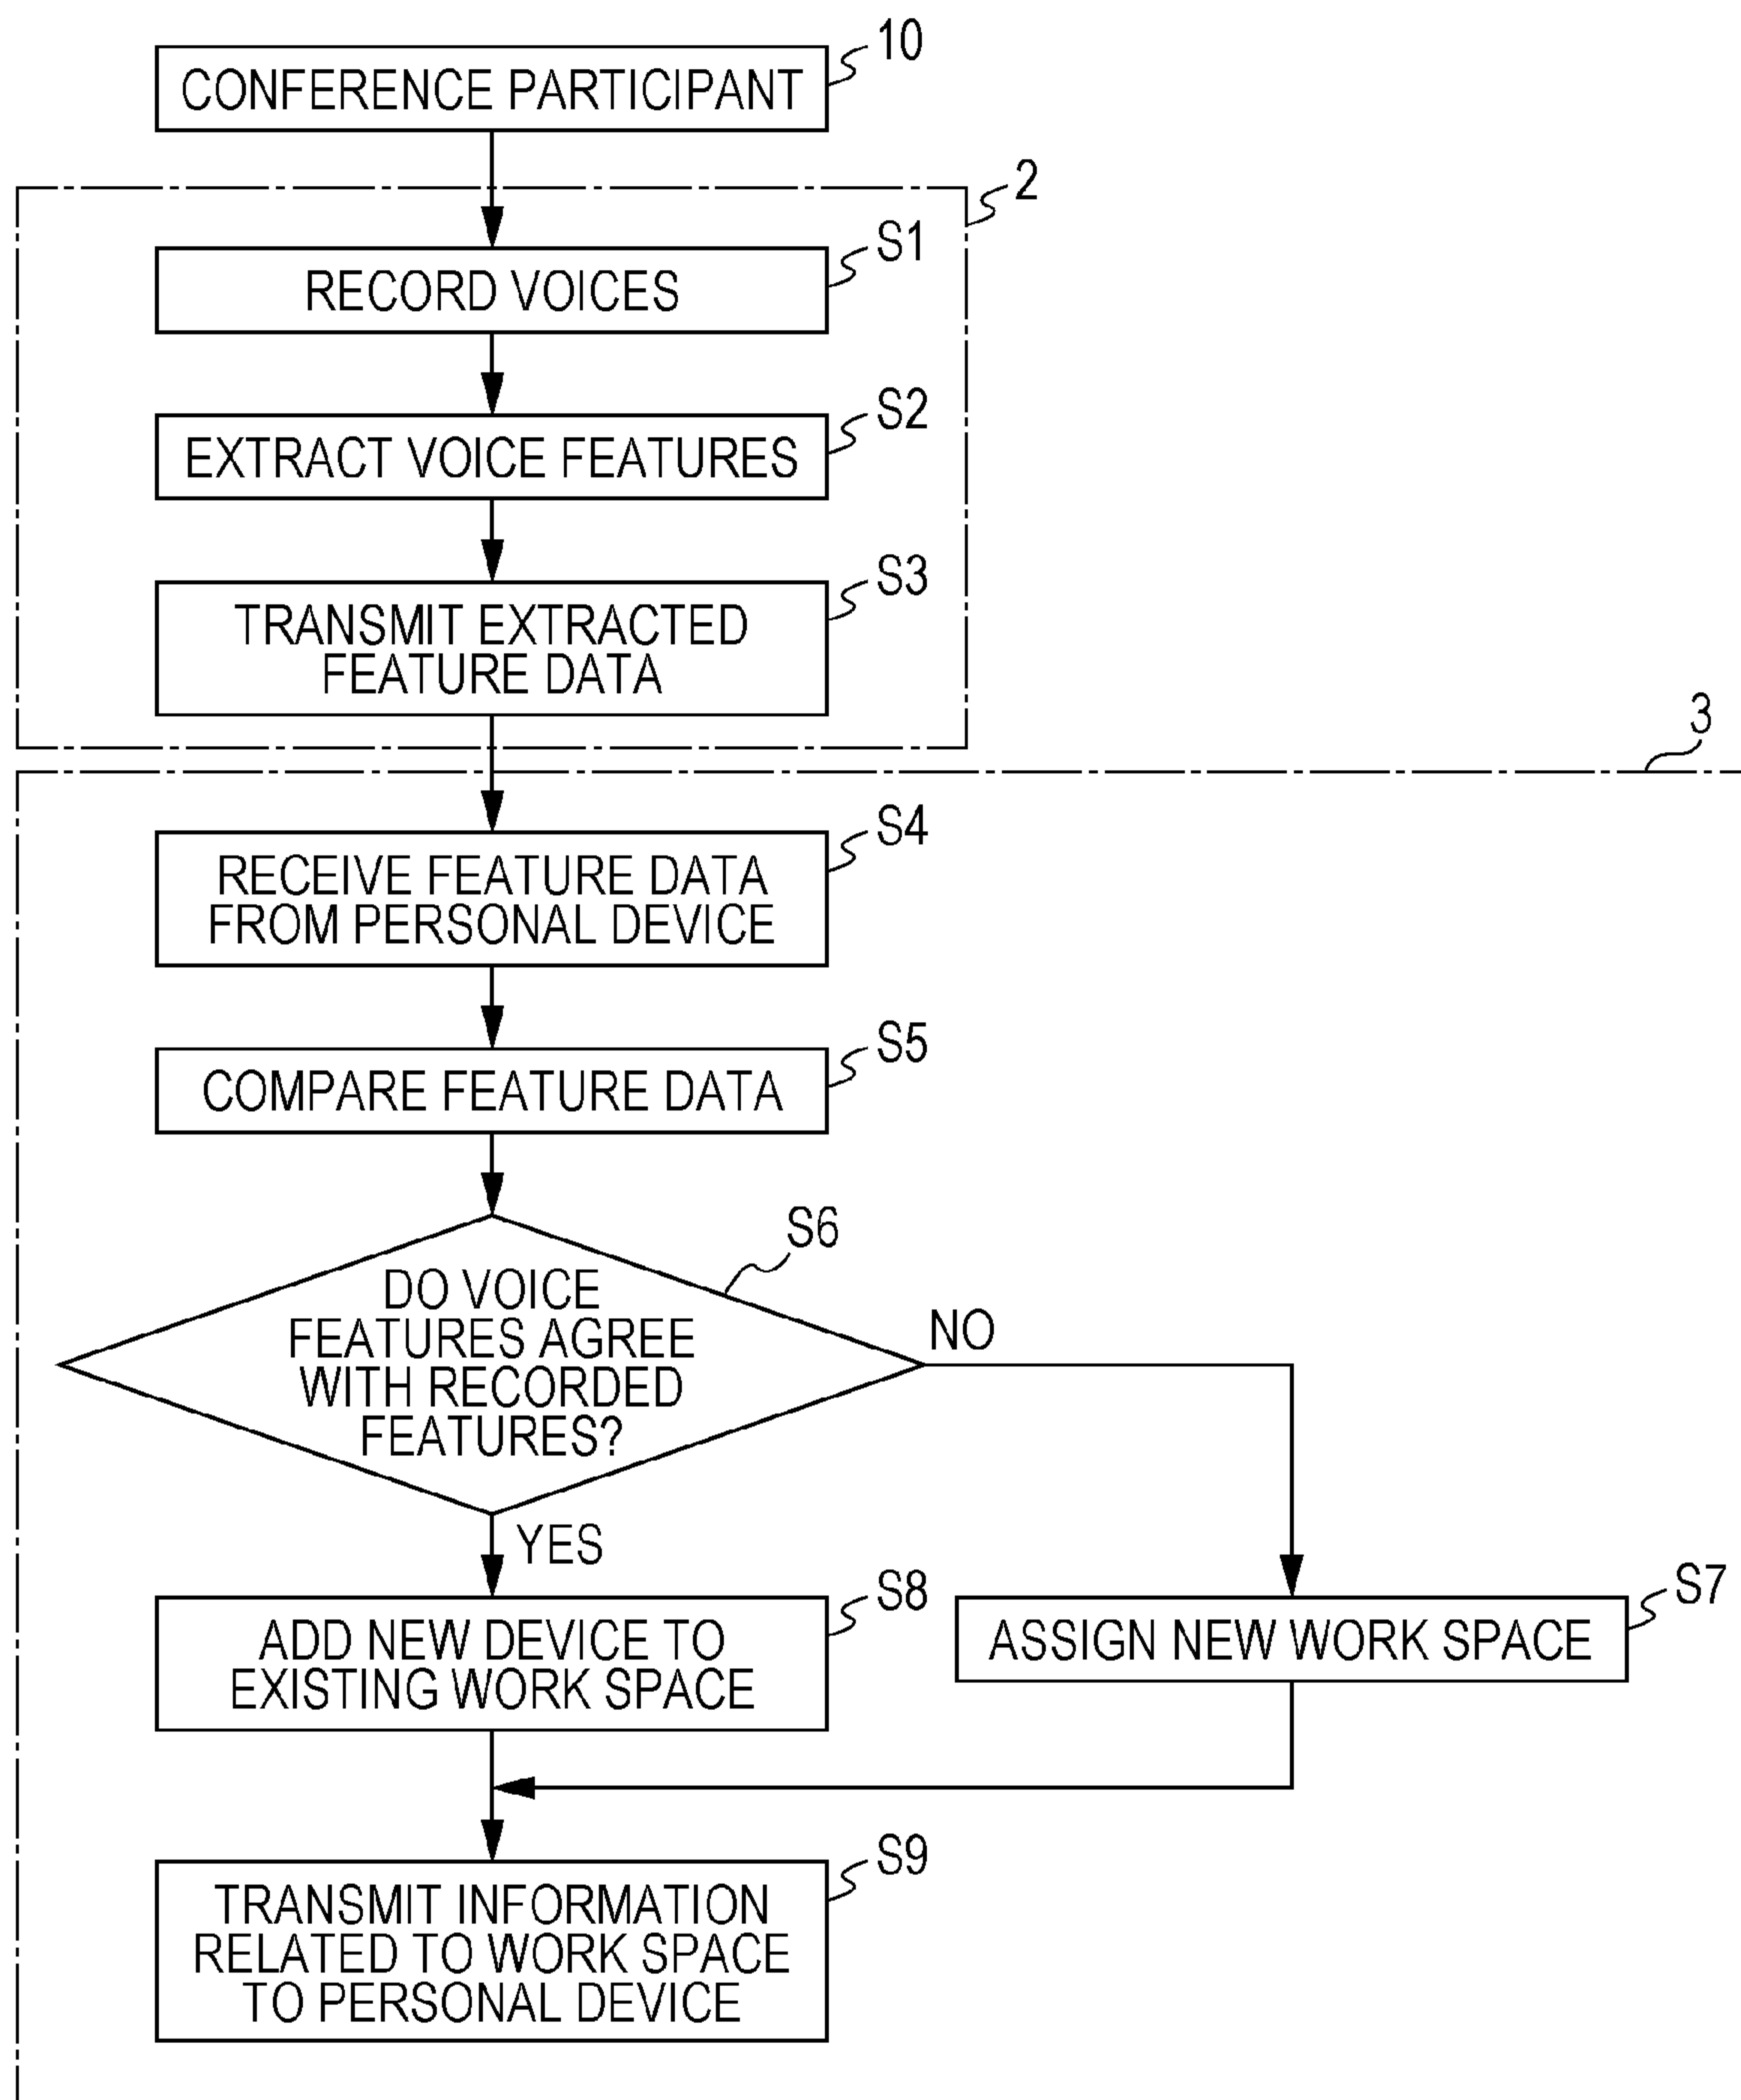 10
CONFERENCE PARTICIPANT
2
S1
RECORD VOICES
S2
EXTRACT VOICE FEATURES
S3
TRANSMIT EXTRACTED
FEATURE DATA
3
S4
RECEIVE FEATURE DATA
FROM PERSONAL DEVICE
S5
COMPARE FEATURE DATA
S6
DO VOICE
FEATURES AGREE
WITH RECORDED
FEATURES?
NO
YES
S8
ADD NEW DEVICE TO
EXISTING WORK SPACE
S7
ASSIGN NEW WORK SPACE
S9
TRANSMIT INFORMATION
RELATED TO WORK SPACE
TO PERSONAL DEVICE